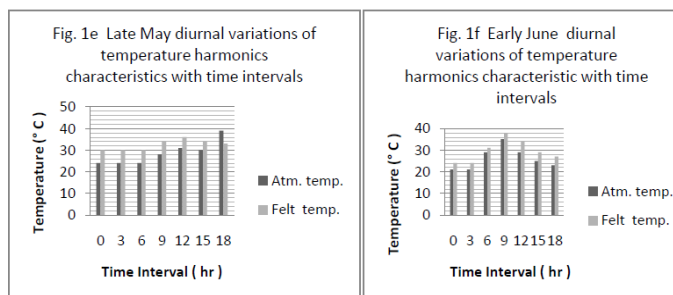 Fig. 1e Late May diurnal variations of
temperature harmonics
characteristics with time intervals
50
40
30
20
10
0
Temperature (° C )
0 3 6 9 12 15 18
Time Interval ( hr )
Atm. temp.
Felt temp.
Fig. 1f Early June diurnal
variations of temperature
harmonics characteristic with time
intervals
40
30
20
10
0
Temperature (° C )
0 3 6 9 12 15 18
Time Interval ( hr )
Atm. temp.
Felt temp.